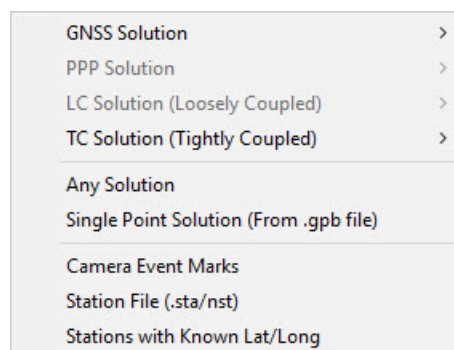 GNSS Solution
PPP Solution
LC Solution (Loosely Coupled)
TC Solution (Tightly Coupled)
Any Solution
Single Point Solution (From .gpb file)
Camera Event Marks
Station File (.sta/nst)
Stations with Known Lat/Long